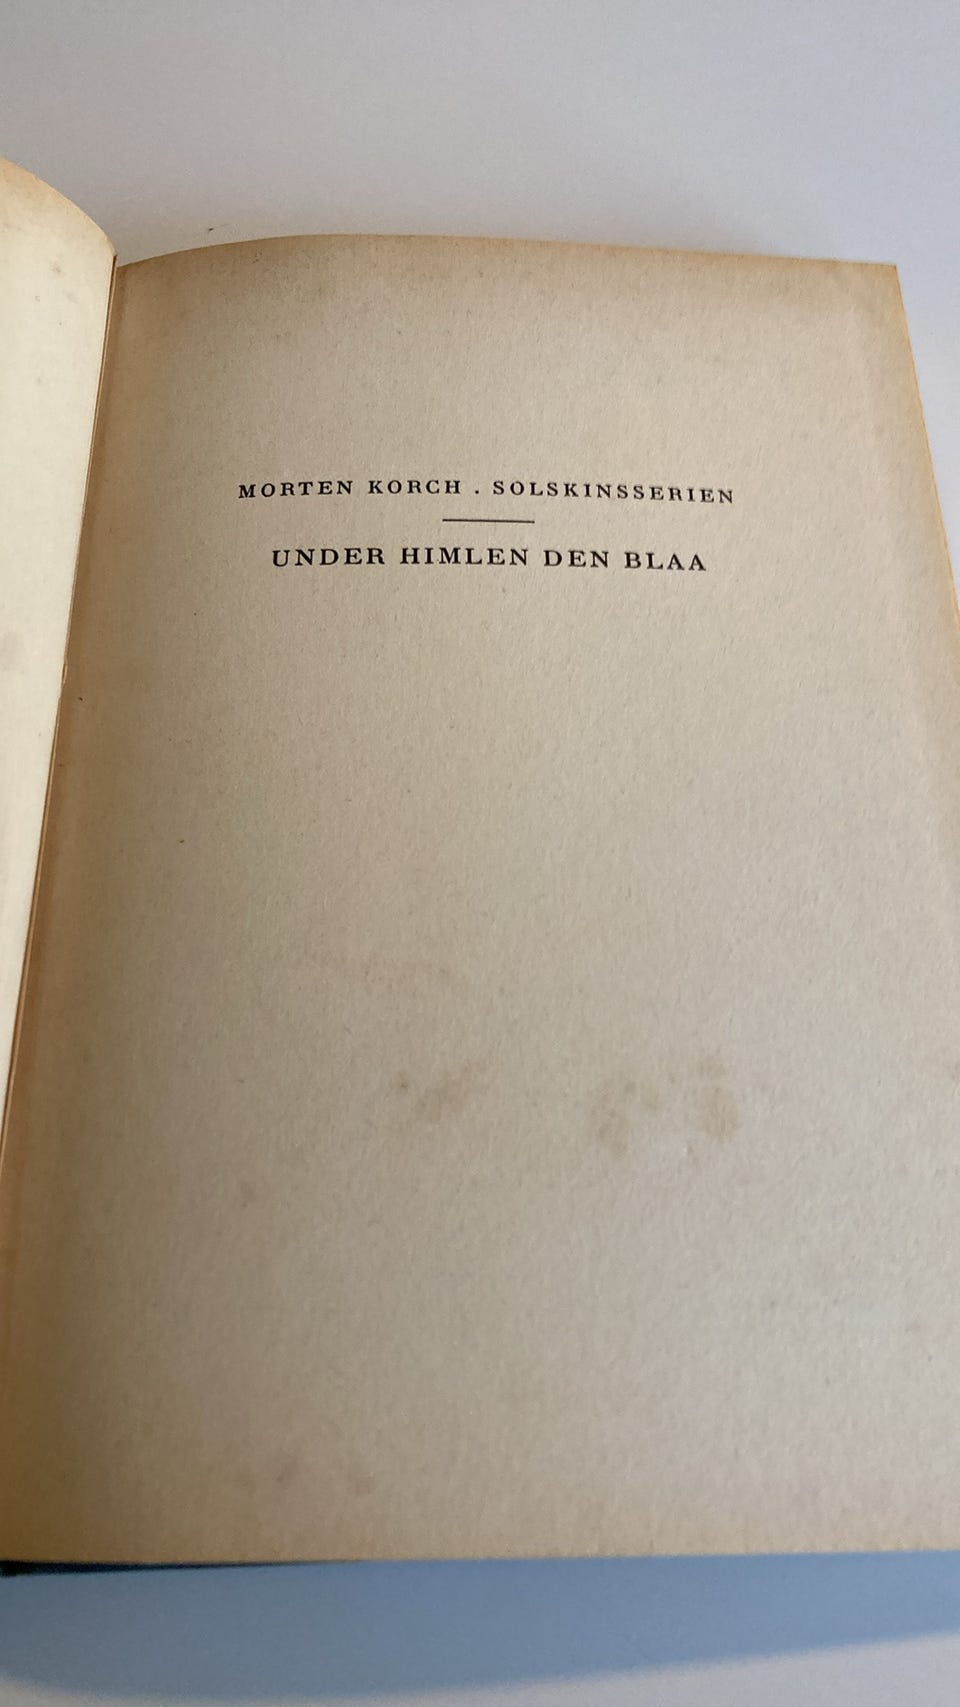 MORTEN KORCH . SOLSKINSSERIEN
UNDER HIMLEN DEN BLAA